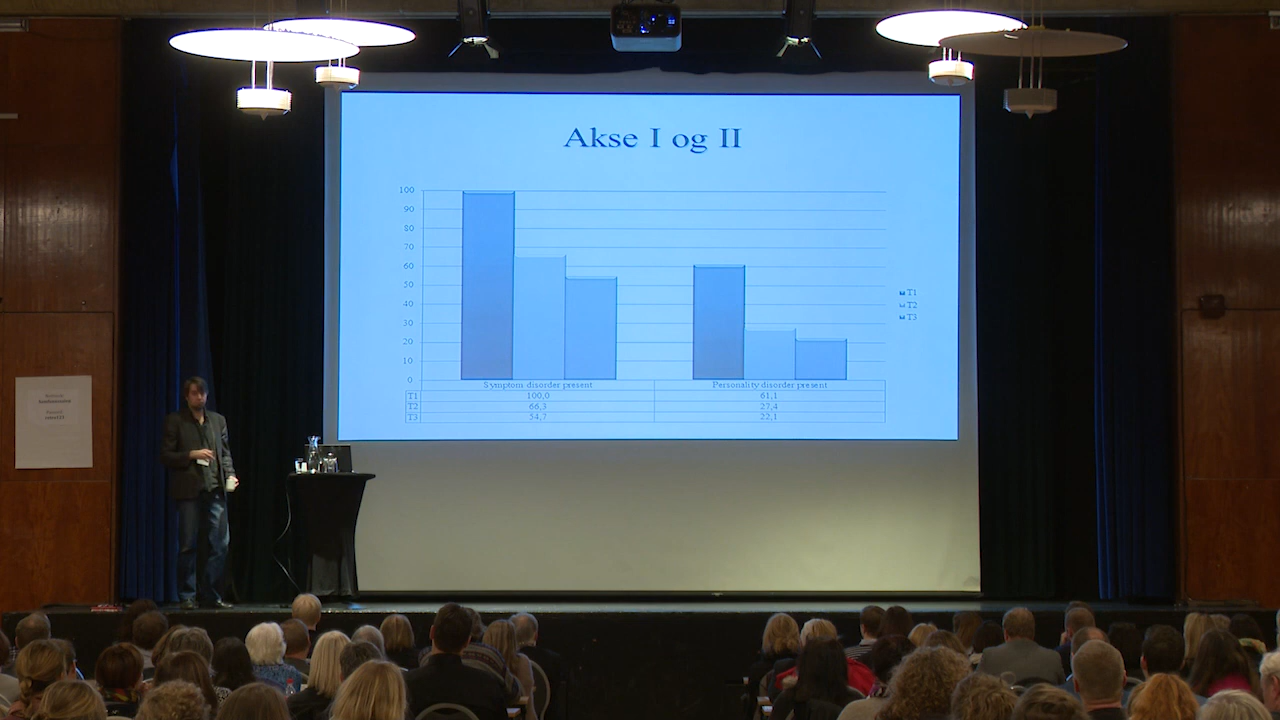 Akse I og II
100
90
80
70
60
50
40
30
20
10
0
T1
T2
T3
Symptom disorder present Personality disorder present
T1 100,0 61,1
T2 66,3 27,4
T3 54,7 22,1